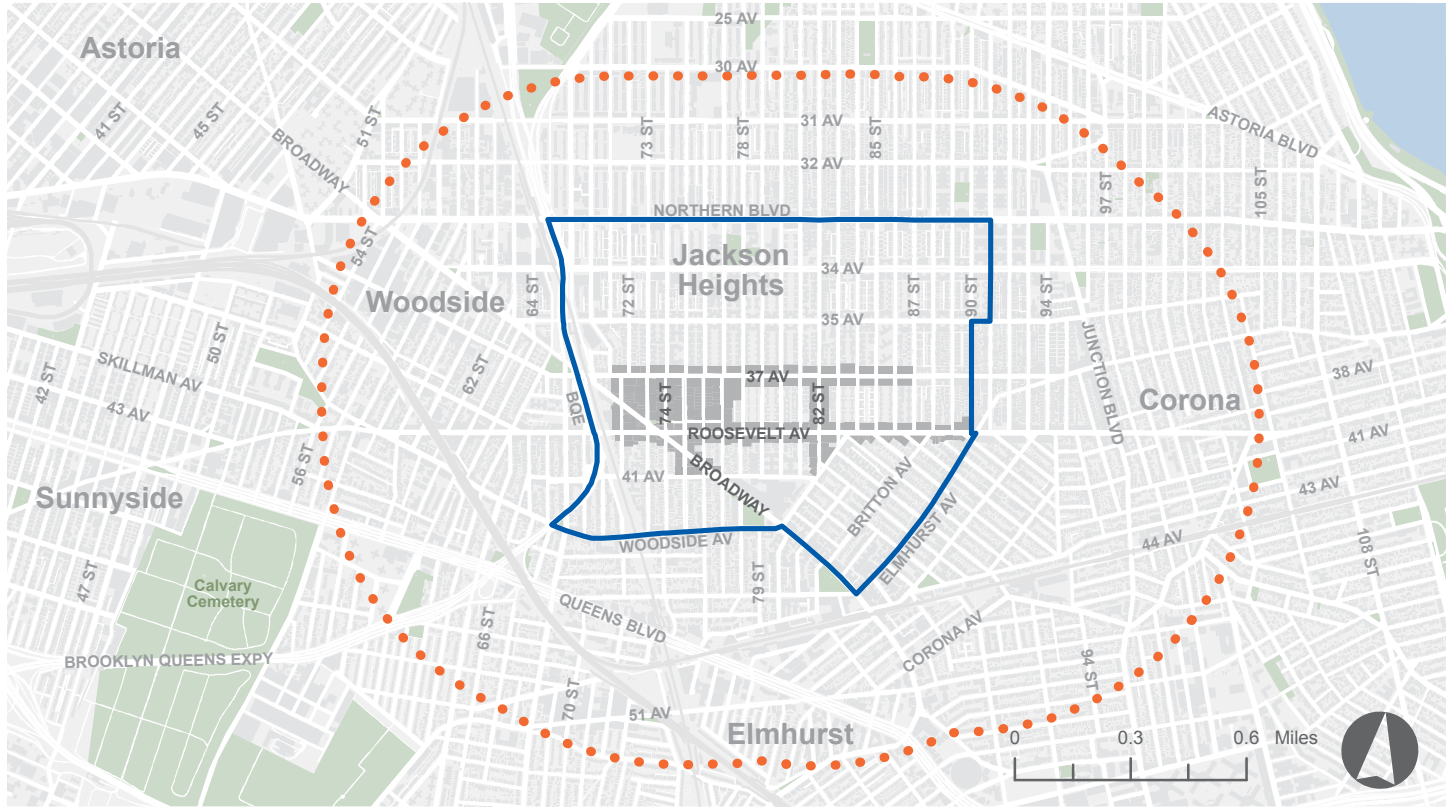 25 AV
Astoria
30 AV
41 ST
45 ST
51 ST
BROADWAY
73 ST
78 ST
31 AV
85 ST
ASTORIA BLVD
32 AV
97 ST
105 ST
NORTHERN BLVD
54 ST
Jackson
Heights
34 AV
Woodside
64 ST
72 ST
87 ST
90 ST
94 ST
35 AV
50 ST
SKILLMAN AV
42 ST
62 ST
37 AV
JUNCTION BLVD
38 AV
43 AV
BQE
74 ST
82 ST
Corona
ROOSEVELT AV
41 AV
56 ST
41 AV
BROADWAY
BRITTON AV
43 AV
Sunnyside
ELMHURST AV
WOODSIDE AV
44 AV
108 ST
47 ST
Calvary
Cemetery
79 ST
QUEENS BLVD
66 ST
CORONA AV
BROOKLYN QUEENS EXPY
94 ST
70 ST
51 AV
Elmhurst
0 0.3 0.6 Miles